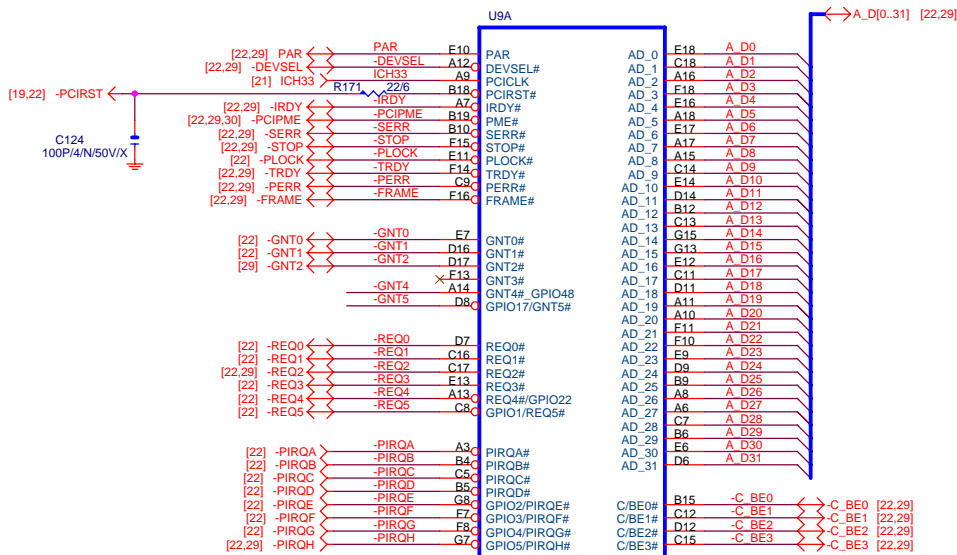 U9A
A_D[0..31] [22,29]
[22,29] PAR PAR E10 PAR AD_0 E18 A_D0
[22,29] -DEVSEL -DEVSEL A12 DEVSEL# AD_1 C18 A_D1
[21] ICH33 A9 PCICLK AD_2 A16 A_D2
[19,22] -PCIRST R171 22/6 B18 PCIRST# AD_3 F18 A_D3
[22,29] -IRDY -IRDY A7 IRDY# AD_4 E16 A_D4
[22,29,30] -PCIPME -PCIPME B19 PME# AD_5 A18 A_D5
[22,29] -SERR -SERR B10 SERR# AD_6 E17 A_D6
[22,29] -STOP -STOP F15 STOP# AD_7 A17 A_D7
[22] -PLOCK -PLOCK E11 PLOCK# AD_8 A15 A_D8
[22,29] -TRDY -TRDY F14 TRDY# AD_9 C14 A_D9
[22,29] -PERR -PERR C9 PERR# AD_10 E14 A_D10
[22,29] -FRAME -FRAME F16 FRAME# AD_11 D14 A_D11
C124
100P/4/N/50V/X
AD_12 B12 A_D12
AD_13 C13 A_D13
[22] -GNT0 -GNT0 E7 GNT0# AD_14 G15 A_D14
[22] -GNT1 -GNT1 D16 GNT1# AD_15 G13 A_D15
[29] -GNT2 -GNT2 D17 GNT2# AD_16 E12 A_D16
F13 GNT3# AD_17 C11 A_D17
-GNT4 A14 GNT4#_GPIO48 AD_18 D11 A_D18
-GNT5 D8 GPIO17/GNT5# AD_19 A11 A_D19
AD_20 A10 A_D20
AD_21 F11 A_D21
[22] -REQ0 -REQ0 D7 REQ0# AD_22 F10 A_D22
[22] -REQ1 -REQ1 C16 REQ1# AD_23 E9 A_D23
[22,29] -REQ2 -REQ2 C17 REQ2# AD_24 D9 A_D24
[22] -REQ3 -REQ3 E13 REQ3# AD_25 B9 A_D25
[22] -REQ4 -REQ4 A13 REQ4#/GPIO22 AD_26 A8 A_D26
[22] -REQ5 -REQ5 C8 GPIO1/REQ5# AD_27 A6 A_D27
AD_28 C7 A_D28
AD_29 B6 A_D29
[22] -PIRQA -PIRQA A3 PIRQA# AD_30 E6 A_D30
[22] -PIRQB -PIRQB B4 PIRQB# AD_31 D6 A_D31
[22] -PIRQC -PIRQC C5 PIRQC#
[22] -PIRQD -PIRQD B5 PIRQD#
[22] -PIRQE -PIRQE G8 GPIO2/PIRQE# C/BE0# B15 -C_BE0 -C_BE0 [22,29]
[22] -PIRQF -PIRQF F7 GPIO3/PIRQF# C/BE1# C12 -C_BE1 -C_BE1 [22,29]
[22] -PIRQG -PIRQG F8 GPIO4/PIRQG# C/BE2# D12 -C_BE2 -C_BE2 [22,29]
[22,29] -PIRQH -PIRQH G7 GPIO5/PIRQH# C/BE3# C15 -C_BE3 -C_BE3 [22,29]